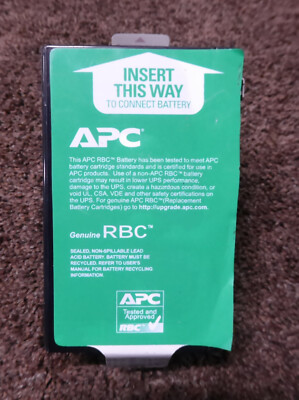 INSERT
THIS WAY
TO CONNECT BATTERY
APC®
This APC RBC™ Battery has been tested to meet APC
battery cartridge standards and is certified for use in
APC products. Use of a non-APC RBC™ battery
cartridge may result in lower UPS performance,
damage to the UPS, create a hazardous condition, or
void UL, CSA, VDE and other safety certifications on
the UPS. For genuine APC RBC™(Replacement
Battery Cartridges) go to http://upgrade.apc.com.
Genuine RBC™
SEALED, NON-SPILLABLE LEAD
ACID BATTERY. BATTERY MUST BE
RECYCLED. REFER TO USER'S
MANUAL FOR BATTERY RECYCLING
INFORMATION.
APC
Tested and
Approved
RBC